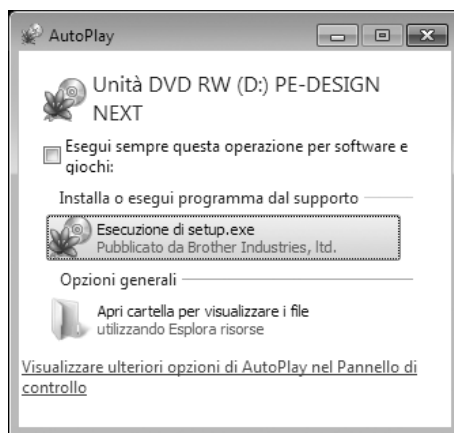 AutoPlay
Unità DVD RW (D:) PE-DESIGN
NEXT
Esegui sempre questa operazione per software e
giochi:
Installa o esegui programma dal supporto
Esecuzione di setup.exe
Pubblicato da Brother Industries, ltd.
Opzioni generali
Apri cartella per visualizzare i file
utilizzando Esplora risorse
Visualizzare ulteriori opzioni di AutoPlay nel Pannello di
controllo